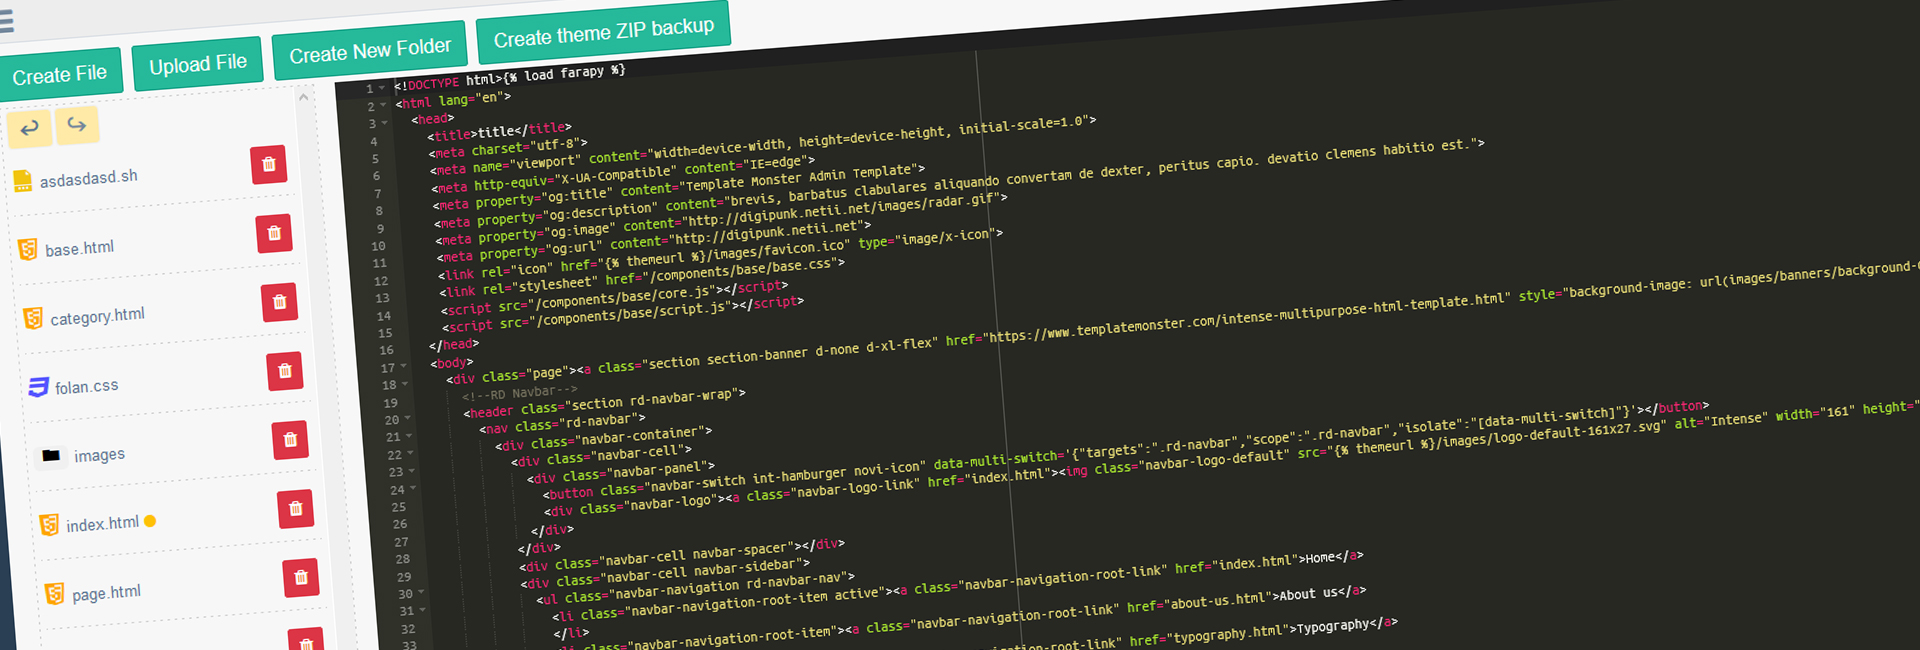 Create File
Upload File
Create New Folder
Create theme ZIP backup
asdasdasd.sh
base.html
category.html
folan.css
images
index.html
page.html
1 <!DOCTYPE html>{% load farapy %}
2 <html lang="en">
3 <head>
4 <title>title</title>
5 <meta charset="utf-8">
6 <meta name="viewport" content="width=device-width, height=device-height, initial-scale=1.0">
7 <meta http-equiv="X-UA-Compatible" content="IE=edge">
8 <meta property="og:title" content="Template Monster Admin Template">
9 <meta property="og:description" content="brevis, barbatus clabulares aliquando convertam de dexter, peritus capio. devatio clemens habitio est.">
10 <meta property="og:image" content="http://digipunk.netii.net/images/radar.gif">
11 <meta property="og:url" content="http://digipunk.netii.net">
12 <link rel="icon" href="{% themeurl %}/images/favicon.ico" type="image/x-icon">
13 <link rel="stylesheet" href="/components/base/base.css">
14 <script src="/components/base/core.js"></script>
15 <script src="/components/base/script.js"></script>
16 </head>
17 <body>
18 <div class="page"><a class="section section-banner d-none d-xl-flex" href="https://www.templatemonster.com/intense-multipurpose-html-template.html" style="background-image: url(images/banners/background-
19 <!--RD Navbar-->
20 <header class="section rd-navbar-wrap">
21 <nav class="rd-navbar">
22 <div class="navbar-container">
23 <div class="navbar-cell">
24 <div class="navbar-panel">
25 <button class="navbar-switch int-hamburger novi-icon" data-multi-switch='{"targets":".rd-navbar","scope":".rd-navbar","isolate":"[data-multi-switch]"}'></button>
26 <div class="navbar-logo"><a class="navbar-logo-link" href="index.html"><img class="navbar-logo-default" src="{% themeurl %}/images/logo-default-161x27.svg" alt="Intense" width="161" height="
27 </div>
28 </div>
29 <div class="navbar-cell navbar-spacer"></div>
30 <div class="navbar-cell navbar-sidebar">
31 <ul class="navbar-navigation rd-navbar-nav">
32 <li class="navbar-navigation-root-item active"><a class="navbar-navigation-root-link" href="index.html">Home</a>
33 </li>
class="navbar-navigation-root-item"><a class="navbar-navigation-root-link" href="about-us.html">About us</a>
-root-link" href="typography.html">Typography</a>